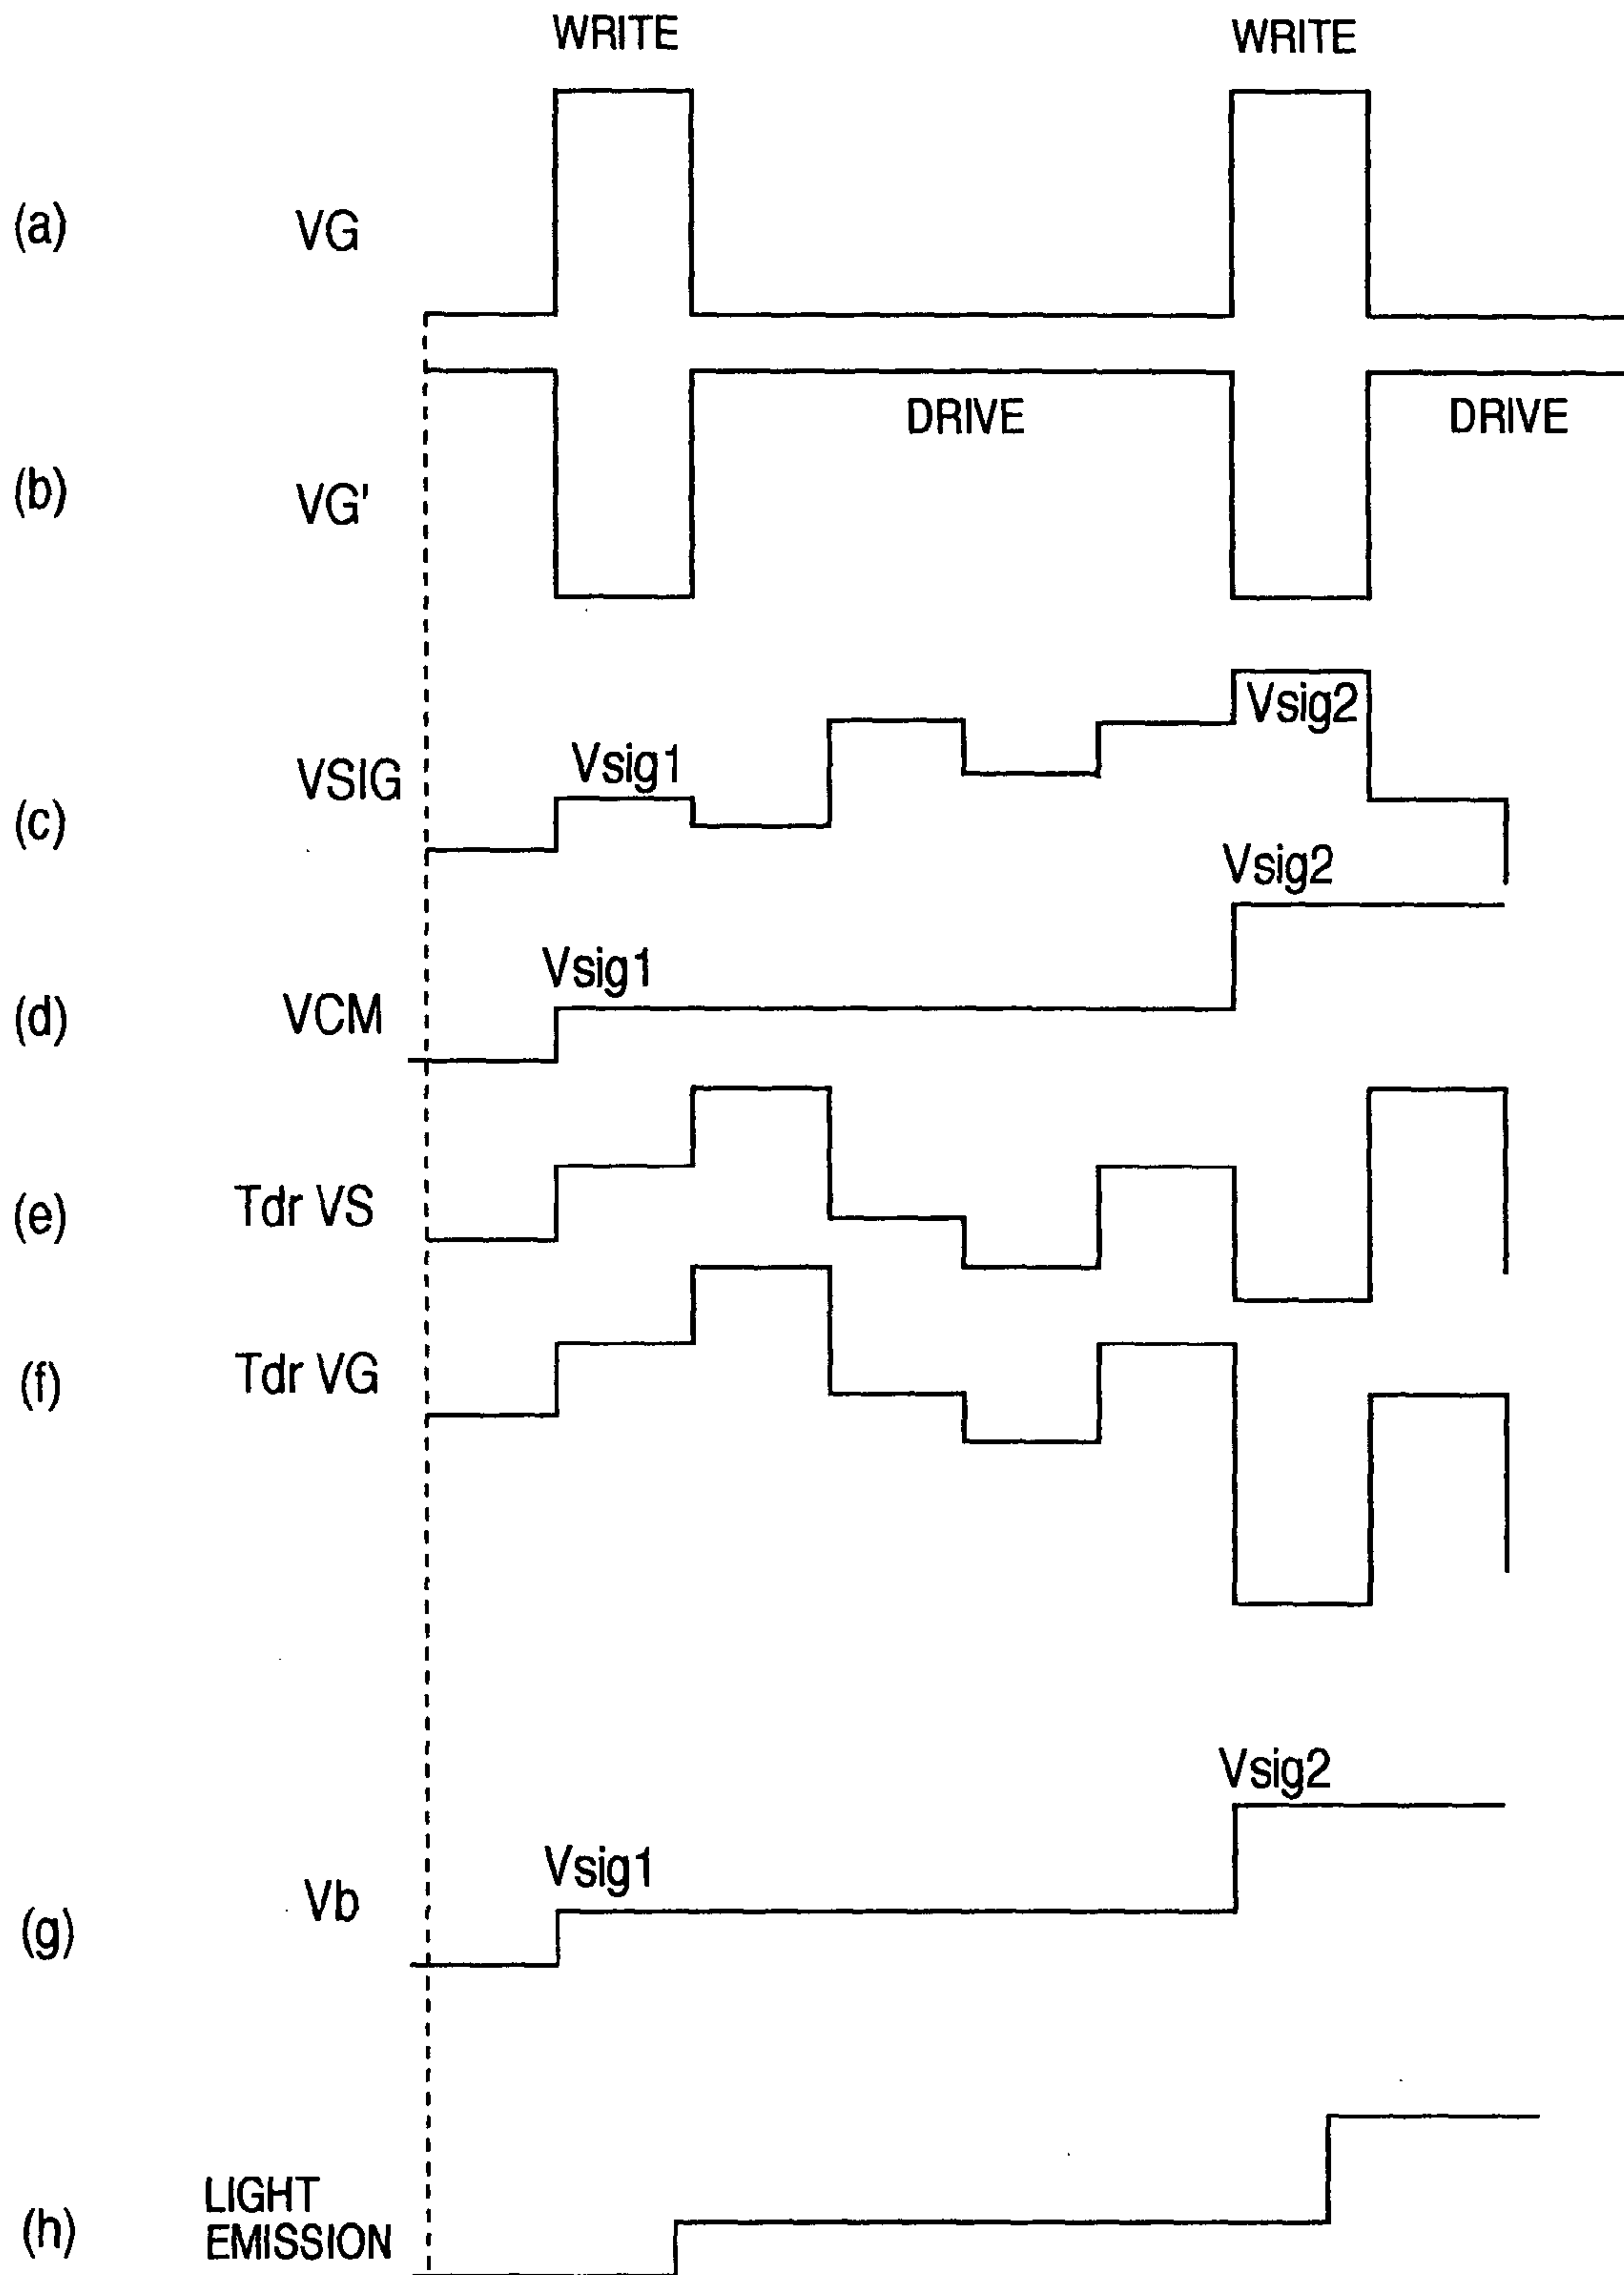 WRITE WRITE
(a) VG
DRIVE DRIVE
(b) VG'
Vsig2
Vsig1
(c) VSIG
Vsig2
Vsig1
(d) VCM
(e) Tdr VS
(f) Tdr VG
Vsig2
Vsig1
(g) Vb
LIGHT
(h) EMISSION